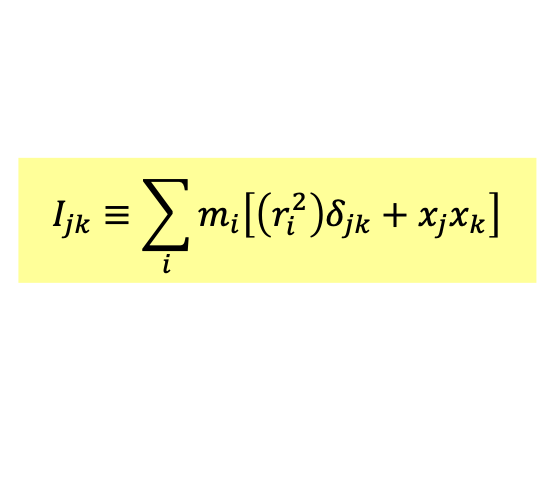 I_{jk} ≡ ∑_i m_i[(r_i^2)δ_{jk} + x_j x_k]